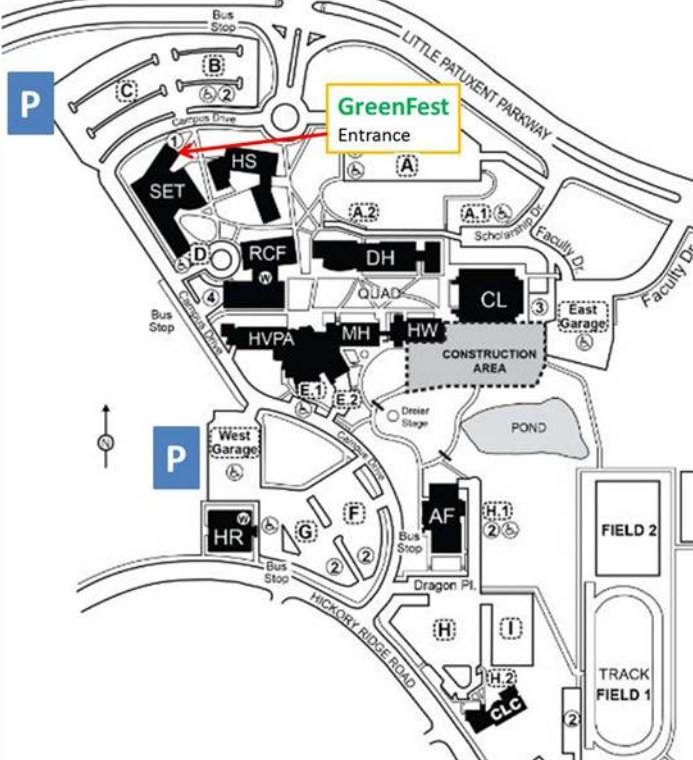 Bus
Stop
LITTLE PATUXENT PARKWAY
P
B
C
2
GreenFest
Entrance
Campus Drive
1
HS
A
SET
A.2
A.1
Scholarship Dr.
Faculty Dr.
Faculty Dr.
D
RCF
W
DH
4
QUAD
CL
3
East
Garage
Bus
Stop
Campus Drive
HVPA
MH
HW
CONSTRUCTION
AREA
E.1
E.2
Dreier
Stage
POND
N
West
Garage
P
Campus Drive
F
G
W
HR
2
2
Bus
Stop
AF
H.1
2
Bus
Stop
FIELD 2
Dragon Pl.
HICKORY RIDGE ROAD
H
I
H.2
CLC
2
TRACK
FIELD 1